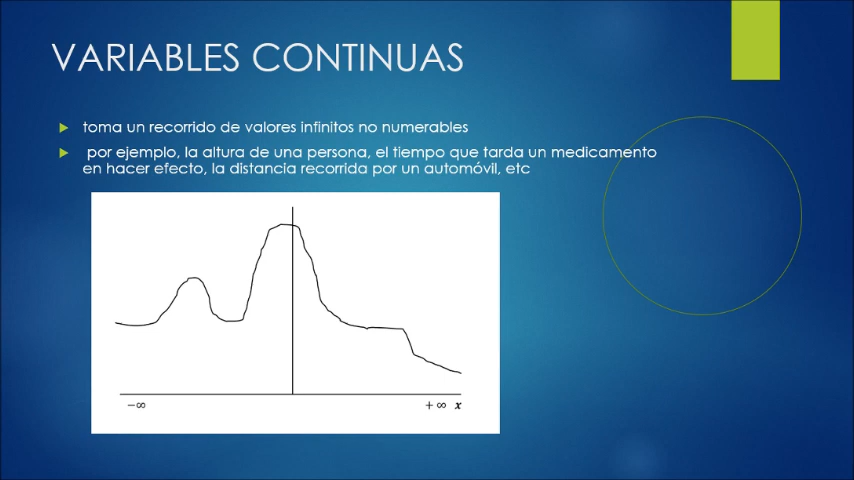 VARIABLES CONTINUAS
toma un recorrido de valores infinitos no numerables
por ejemplo, la altura de una persona, el tiempo que tarda un medicamento
en hacer efecto, la distancia recorrida por un automóvil, etc
−∞ +∞ x